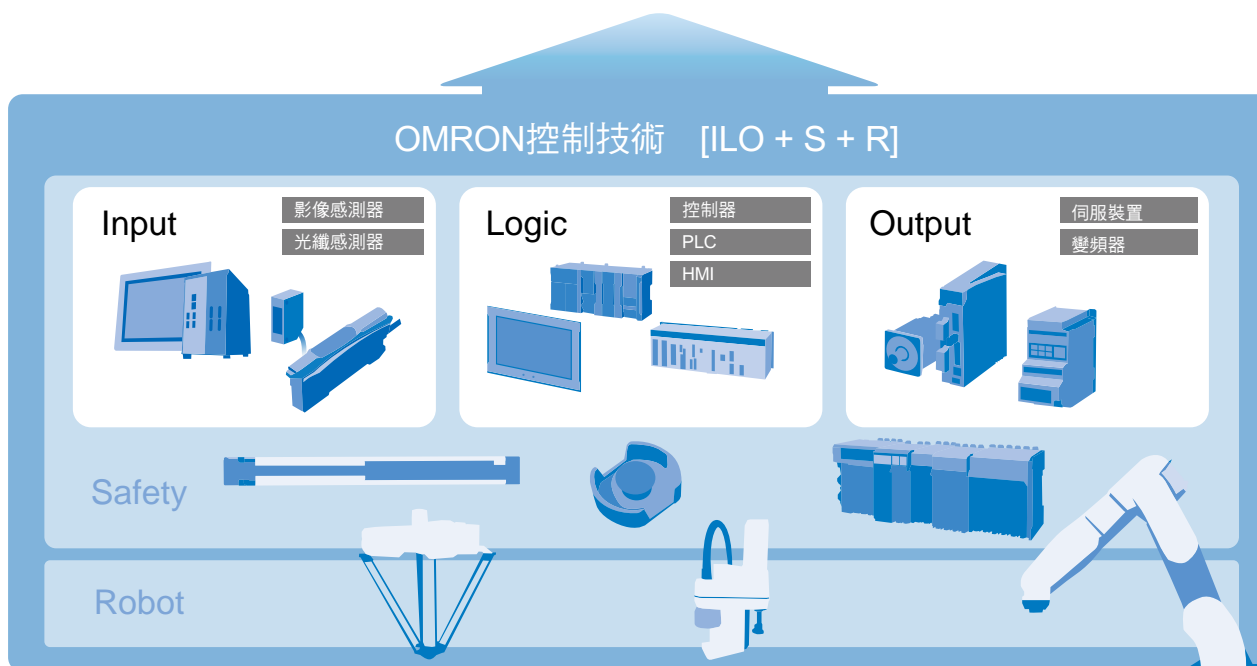 OMRON控制技術 [ILO + S + R]
Input
影像感測器
光纖感測器
Logic
控制器
PLC
HMI
Output
伺服裝置
變頻器
Safety
Robot